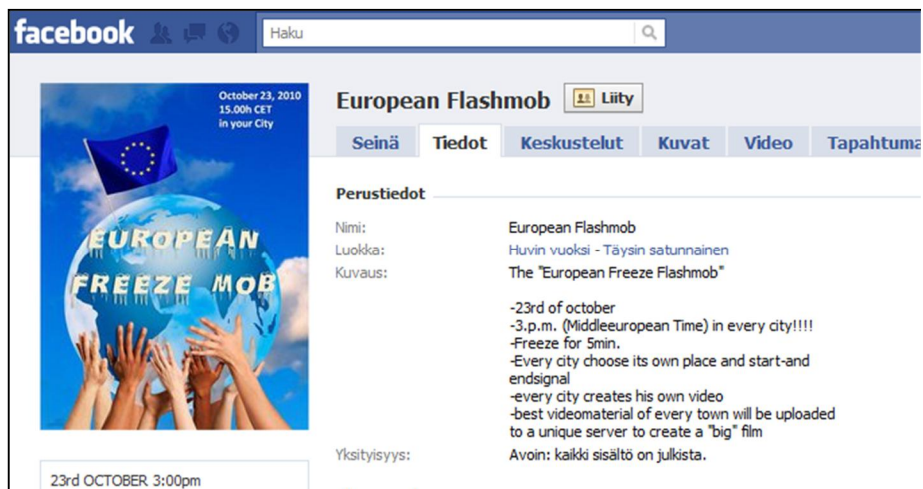 facebook
Haku
October 23, 2010
15.00h CET
in your City
EUROPEAN
FREEZE MOB
23rd OCTOBER 3:00pm
European Flashmob Liity
Seinä Tiedot Keskustelut Kuvat Video Tapahtuma
Perustiedot
Nimi: European Flashmob
Luokka: Huvin vuoksi - Täysin satunnainen
Kuvaus: The "European Freeze Flashmob"
-23rd of october
-3.p.m. (Middleeuropean Time) in every city!!!!
-Freeze for 5min.
-Every city choose its own place and start-and
endsignal
-every city creates his own video
-best videomaterial of every town will be uploaded
to a unique server to create a "big" film
Yksityisyys: Avoin: kaikki sisältö on julkista.